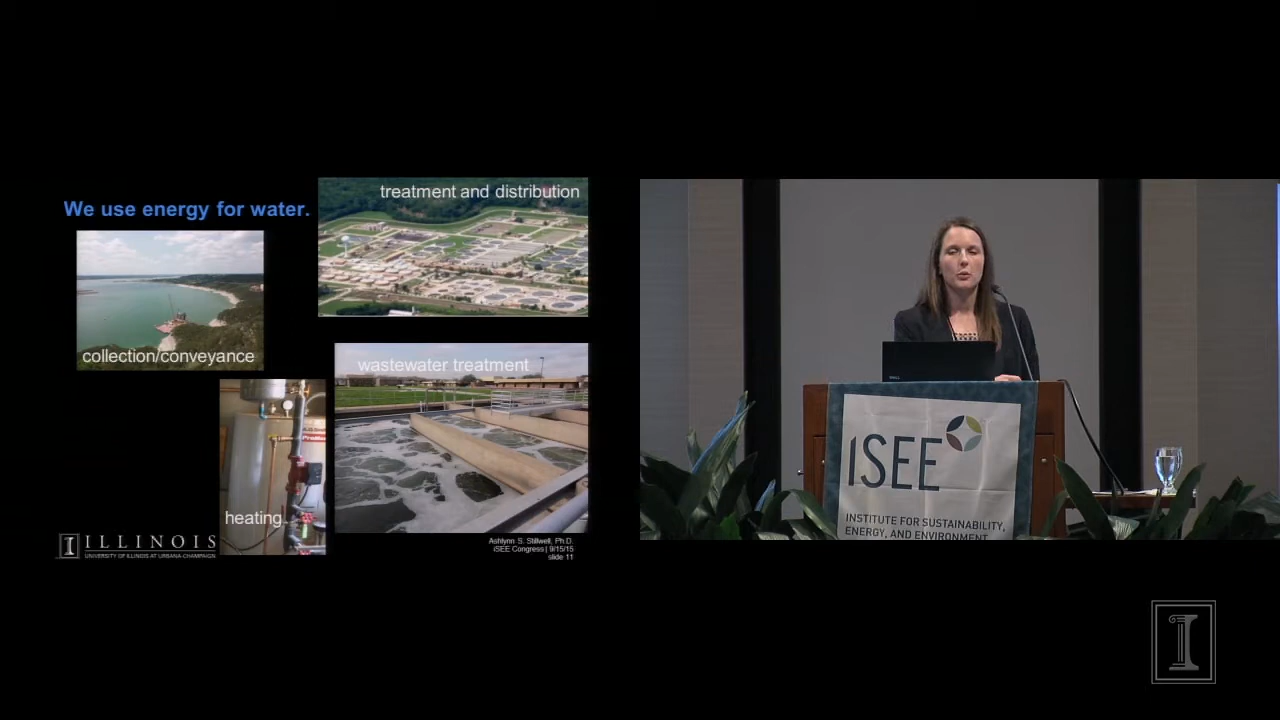 We use energy for water.
treatment and distribution
collection/conveyance
wastewater treatment
heating
ILLINOIS
UNIVERSITY OF ILLINOIS AT URBANA-CHAMPAIGN
Ashlynn S. Stillwell, Ph.D.
iSEE Congress | 9/15/15
slide 11
DELL
ISEE
INSTITUTE FOR SUSTAINABILITY,
ENERGY, AND ENVIRONMENT